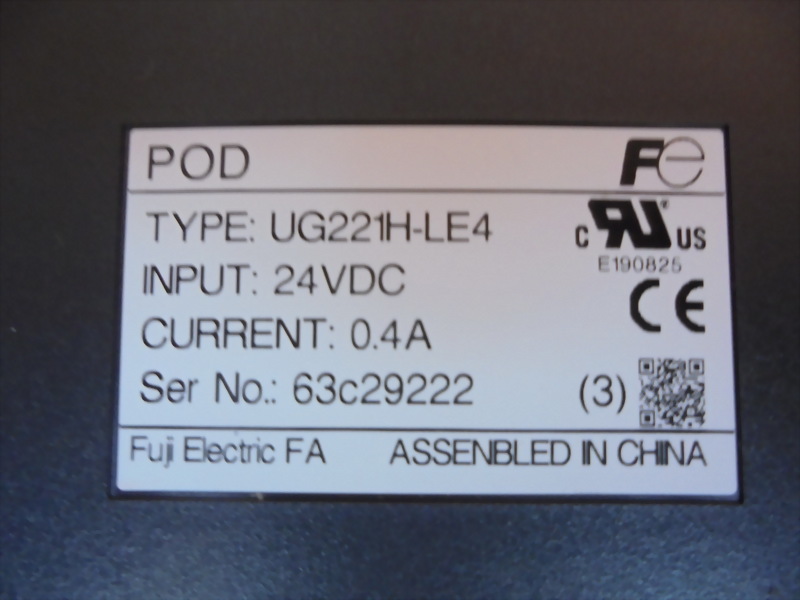 POD Fe
TYPE: UG221H-LE4
c RU US
E190825
INPUT: 24VDC
CE
CURRENT: 0.4A
Ser No.: 63c29222 (3)
Fuji Electric FA ASSENBLED IN CHINA